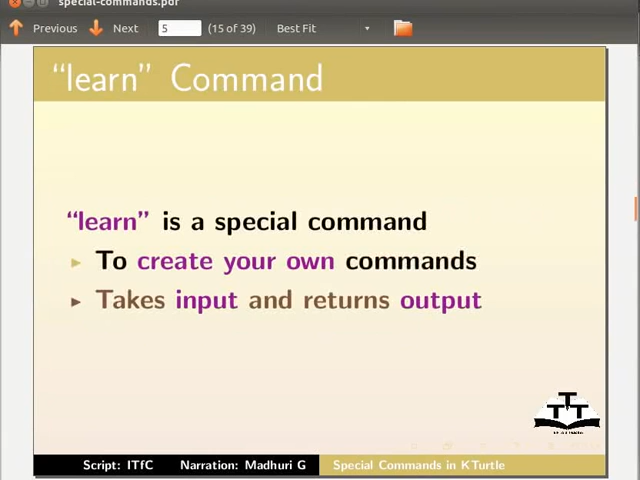 special-commands.pdf
Previous Next 5 (15 of 39) Best Fit
“learn” Command
“learn” is a special command
To create your own commands
Takes input and returns output
TTT
Script: ITfC Narration: Madhuri G Special Commands in KTurtle